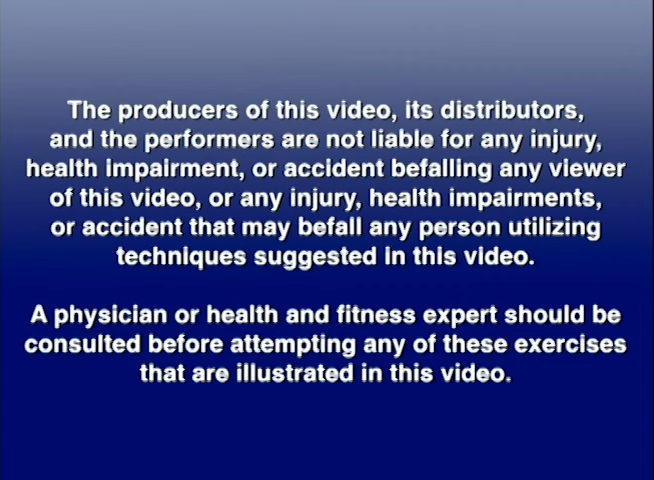 The producers of this video, its distributors,
and the performers are not liable for any injury,
health impairment, or accident befalling any viewer
of this video, or any injury, health impairments,
or accident that may befall any person utilizing
techniques suggested in this video.
A physician or health and fitness expert should be
consulted before attempting any of these exercises
that are illustrated in this video.